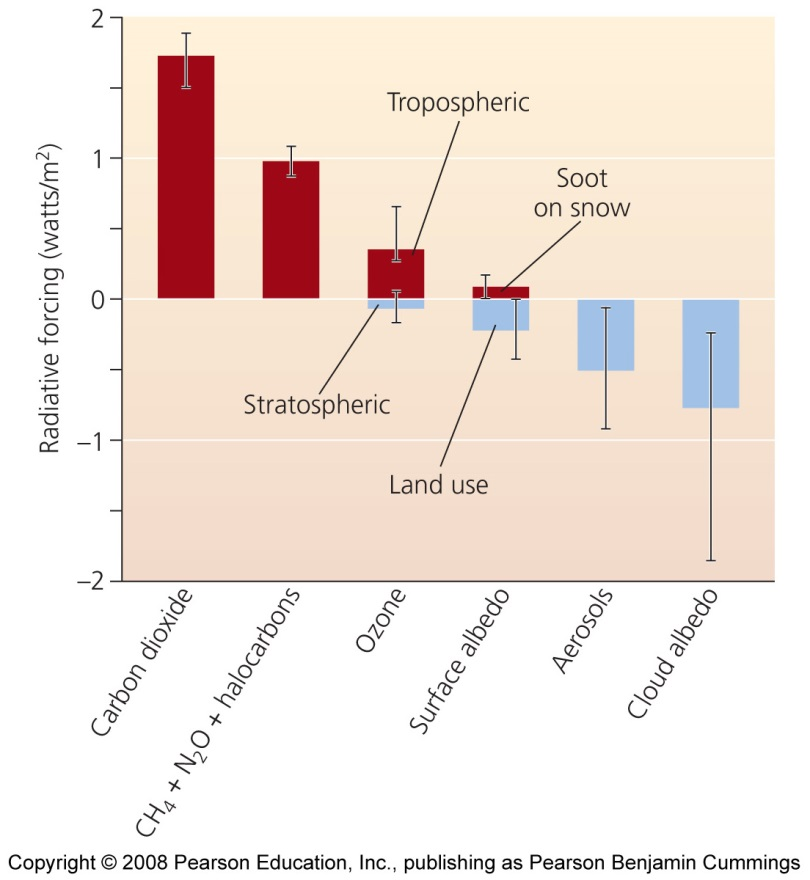 2
1
0
–1
–2
Radiative forcing (watts/m²)
Tropospheric
Soot
on snow
Stratospheric
Land use
Carbon dioxide
CH₄ + N₂O + halocarbons
Ozone
Surface albedo
Aerosols
Cloud albedo
Copyright © 2008 Pearson Education, Inc., publishing as Pearson Benjamin Cummings